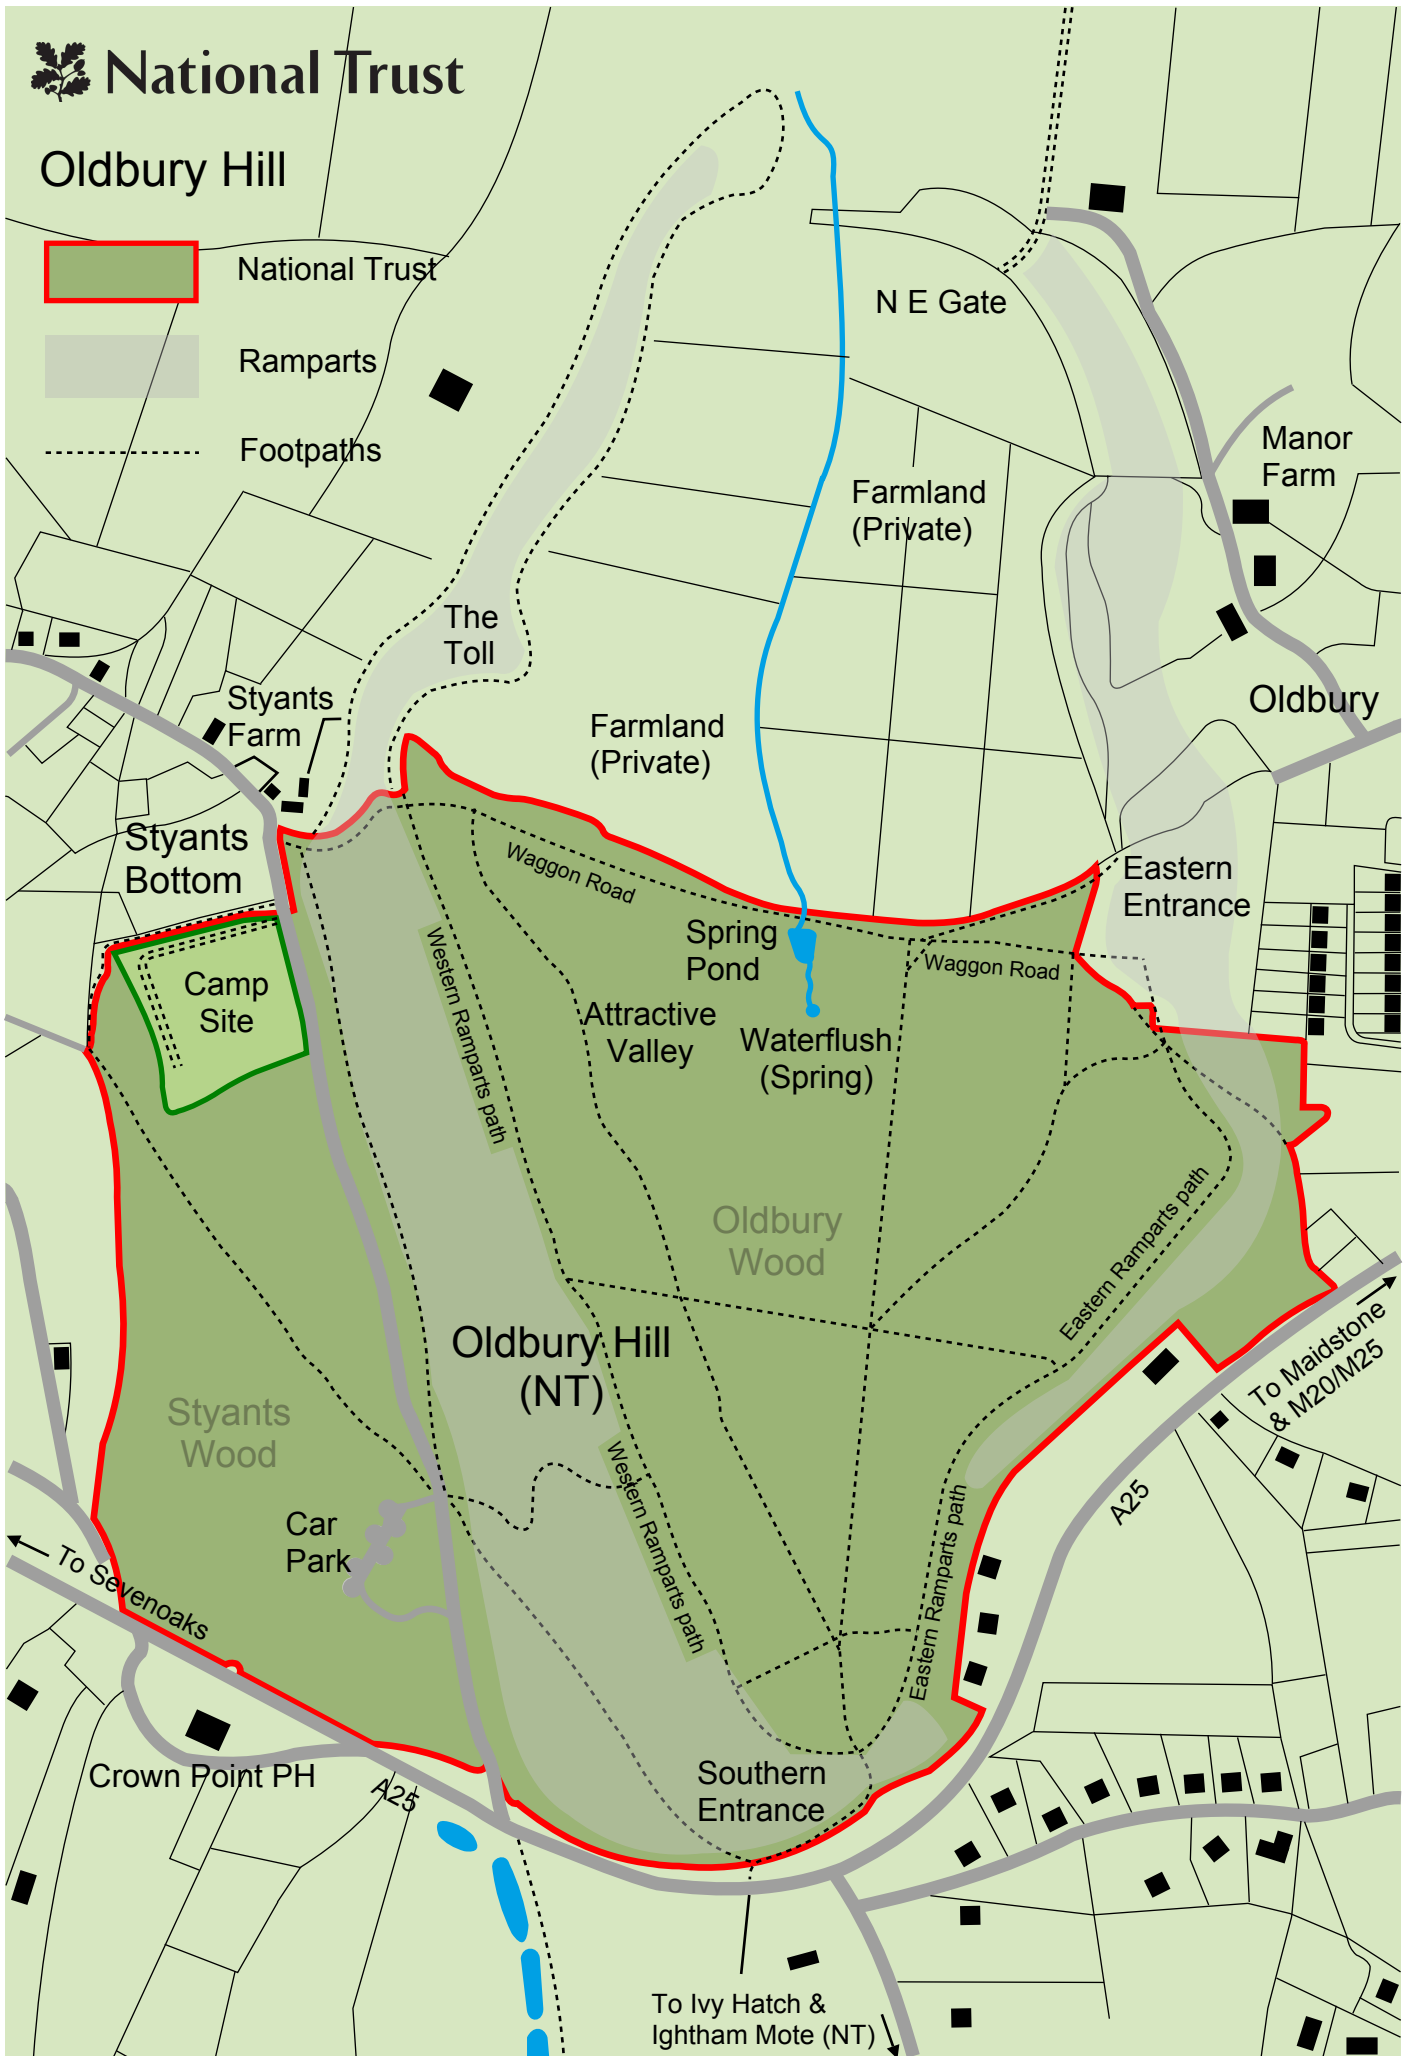 National Trust
Oldbury Hill
National Trust
Ramparts
Footpaths
N E Gate
Manor
Farm
Farmland
(Private)
The
Toll
Styants
Farm
Farmland
(Private)
Oldbury
Styants
Bottom
Waggon Road
Eastern
Entrance
Spring
Pond
Waggon Road
Western Ramparts path
Camp
Site
Attractive
Valley
Waterflush
(Spring)
Oldbury
Wood
Eastern Ramparts path
Oldbury Hill
(NT)
To Maidstone
& M20/M25
Styants
Wood
Western Ramparts path
A25
Eastern Ramparts path
Car
Park
To Sevenoaks
Crown Point PH
A25
Southern
Entrance
To Ivy Hatch &
Ightham Mote (NT)